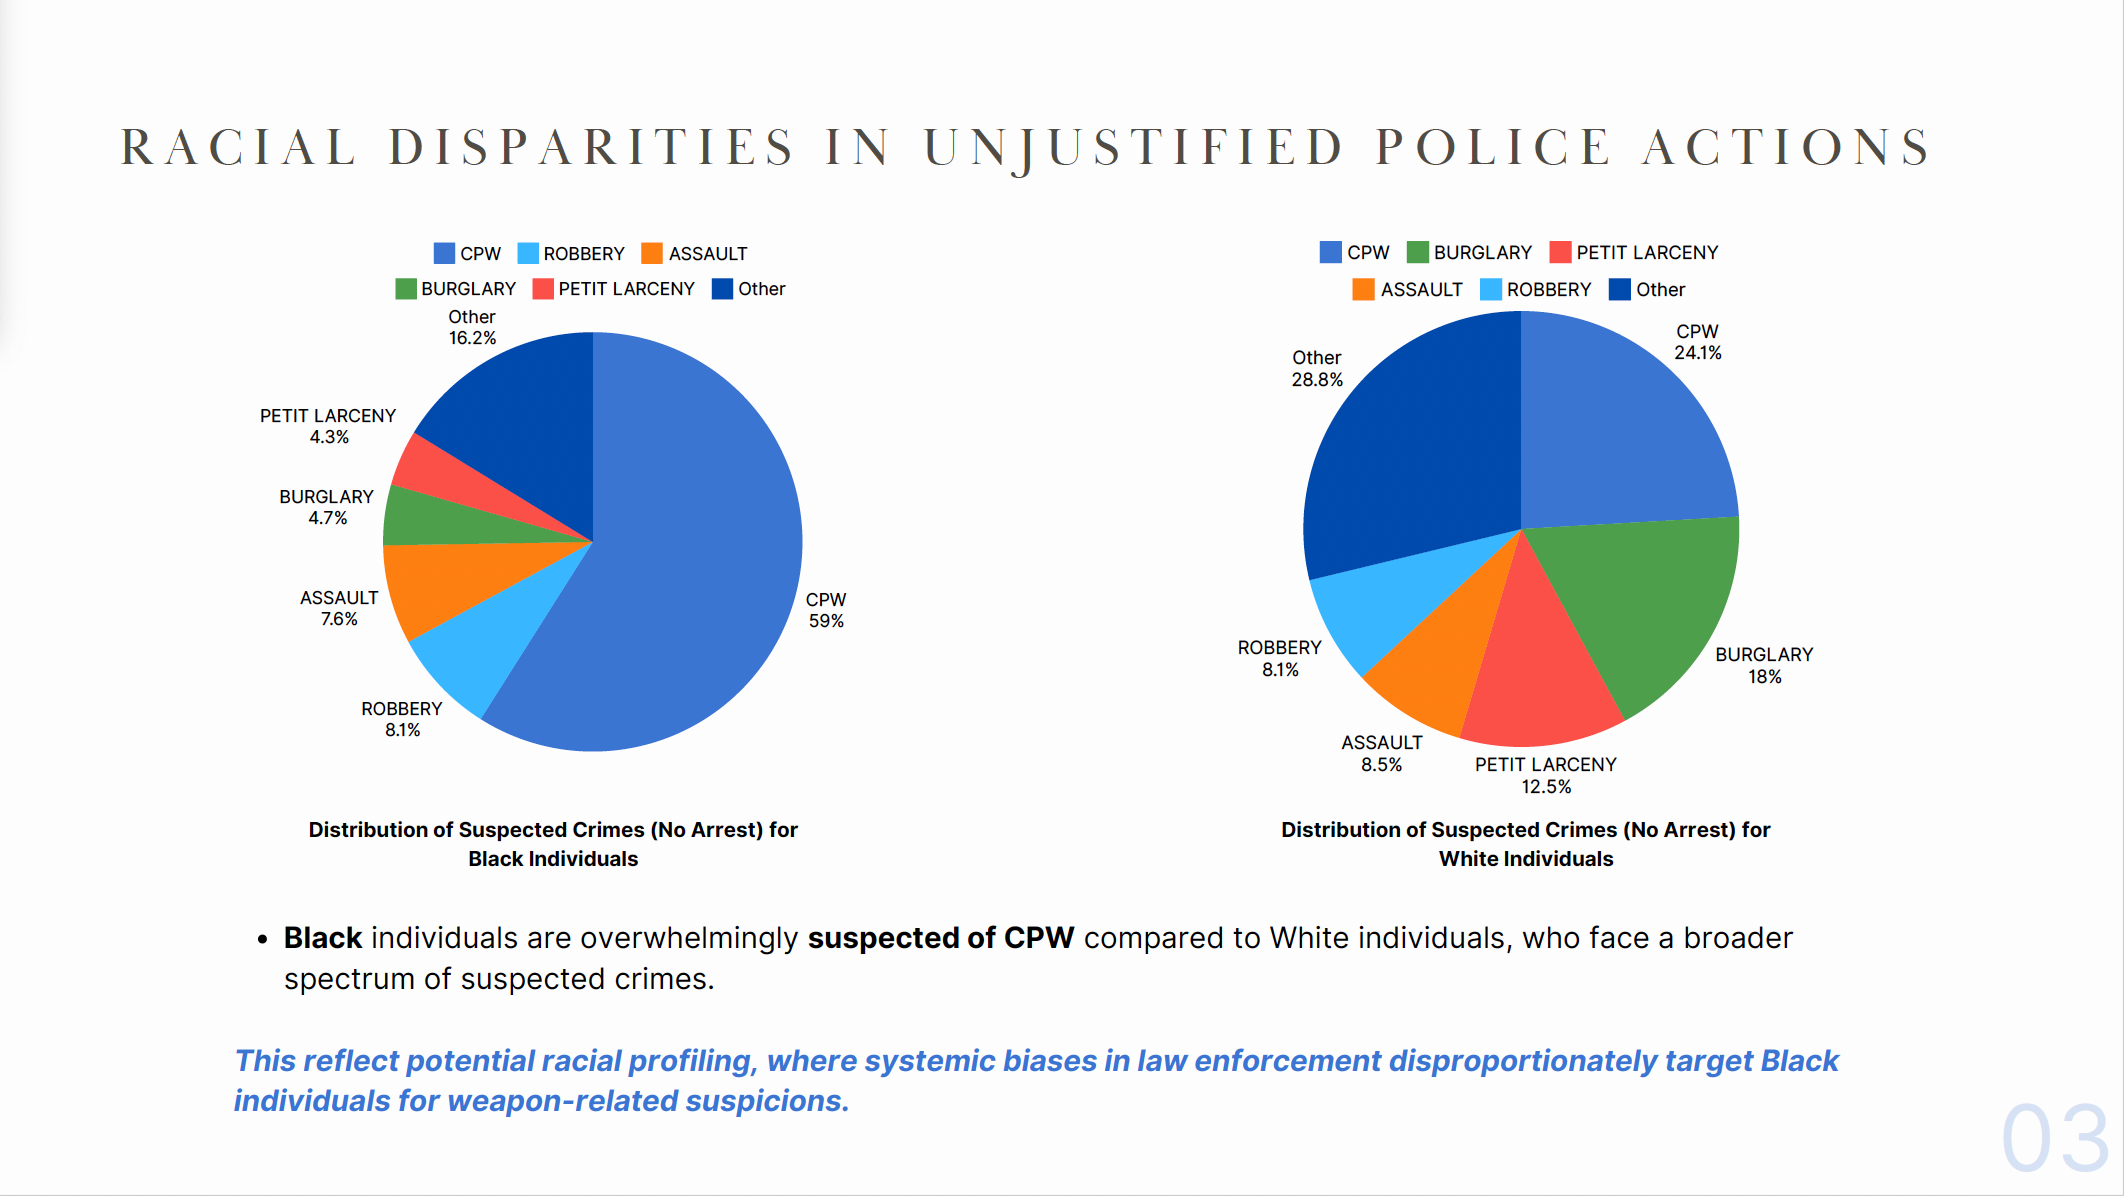 RACIAL DISPARITIES IN UNJUSTIFIED POLICE ACTIONS
CPW ROBBERY ASSAULT
BURGLARY PETIT LARCENY Other
Other
16.2%
PETIT LARCENY
4.3%
BURGLARY
4.7%
ASSAULT
7.6%
ROBBERY
8.1%
CPW
59%
Distribution of Suspected Crimes (No Arrest) for
Black Individuals
CPW BURGLARY PETIT LARCENY
ASSAULT ROBBERY Other
CPW
24.1%
Other
28.8%
BURGLARY
18%
ROBBERY
8.1%
ASSAULT
8.5%
PETIT LARCENY
12.5%
Distribution of Suspected Crimes (No Arrest) for
White Individuals
• Black individuals are overwhelmingly suspected of CPW compared to White individuals, who face a broader
spectrum of suspected crimes.
This reflect potential racial profiling, where systemic biases in law enforcement disproportionately target Black
individuals for weapon-related suspicions.
03